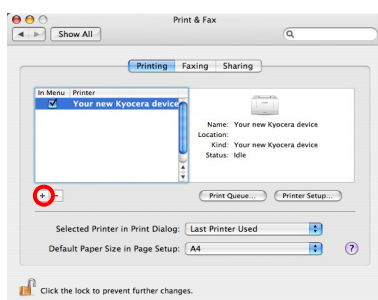 Print & Fax
Show All
Printing Faxing Sharing
In Menu Printer
Your new Kyocera device
Name: Your new Kyocera device
Location:
Kind: Your new Kyocera device
Status: Idle
+ -
Print Queue... Printer Setup...
Selected Printer in Print Dialog: Last Printer Used
Default Paper Size in Page Setup: A4
?
Click the lock to prevent further changes.